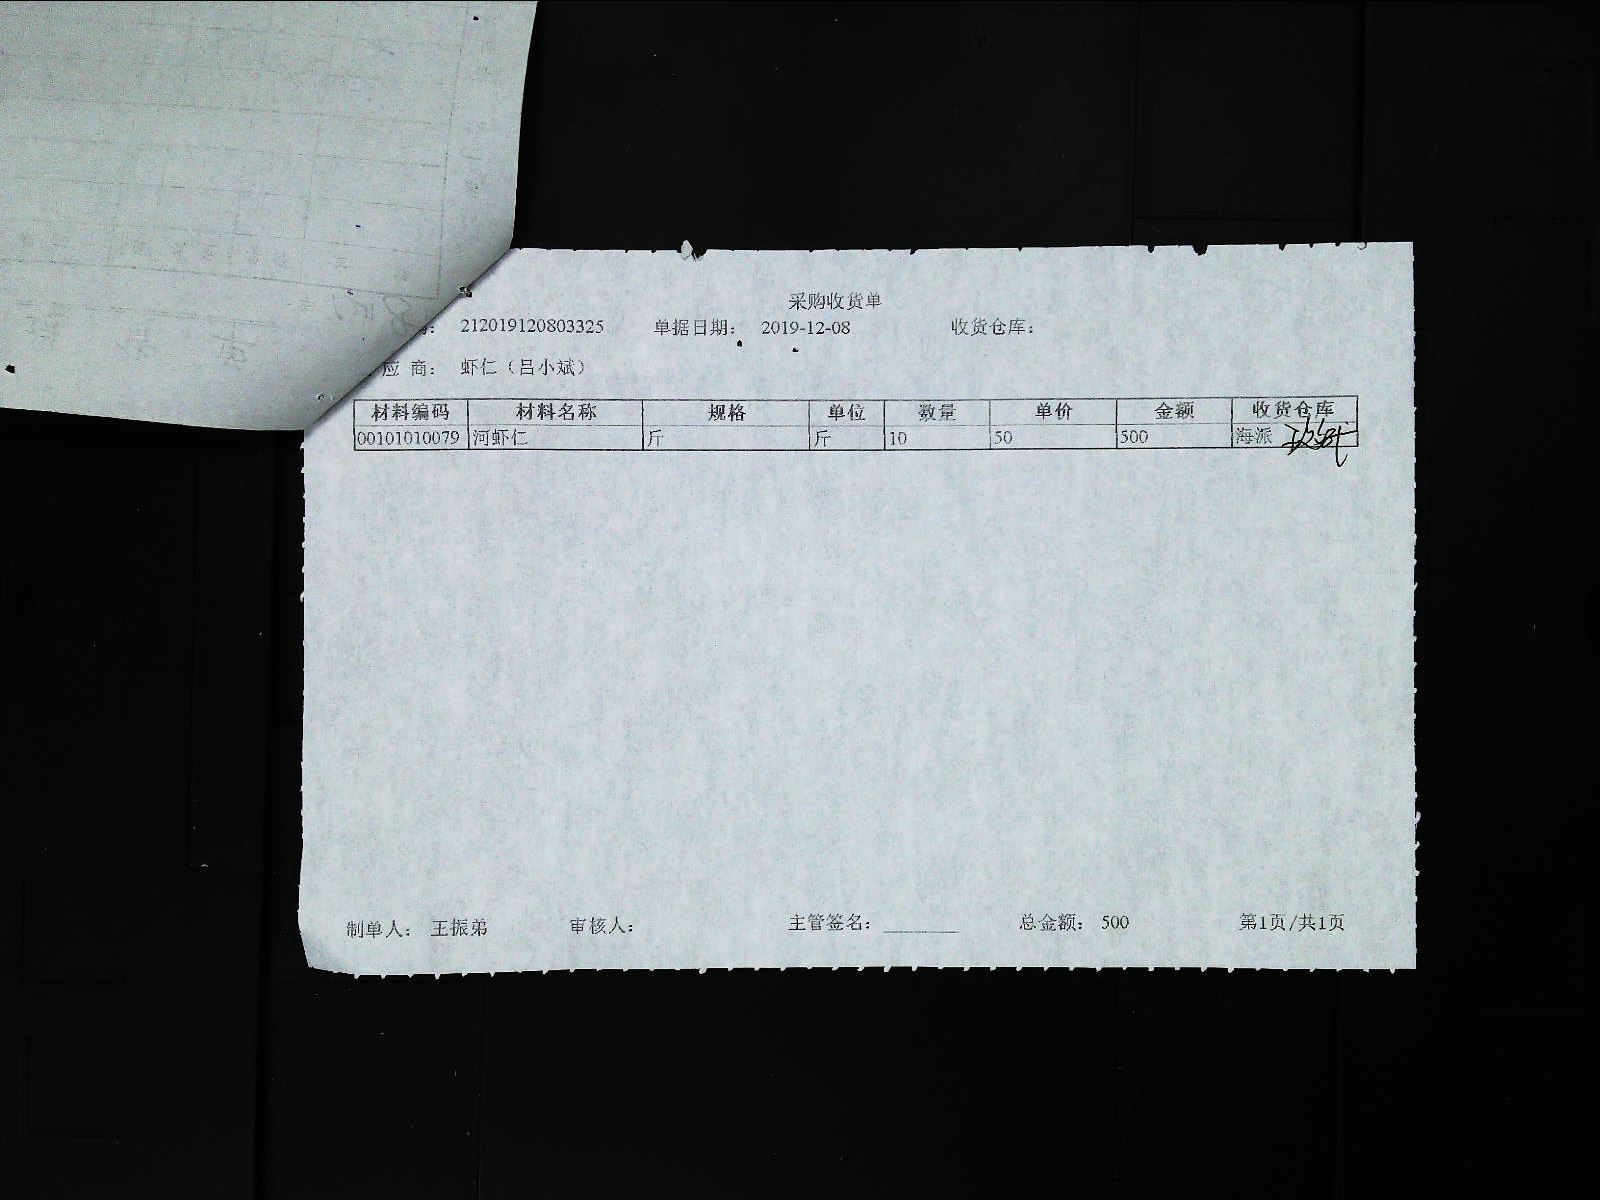 采购收货单
号： 212019120803325 单据日期： 2019-12-08 收货仓库：
应 商： 虾仁（吕小斌）
材料编码 材料名称 规格 单位 数量 单价 金额 收货仓库
00101010079 河虾仁 斤 斤 10 50 500 海派
制单人： 王振弟 审核人： 主管签名： 总金额： 500 第1页/共1页